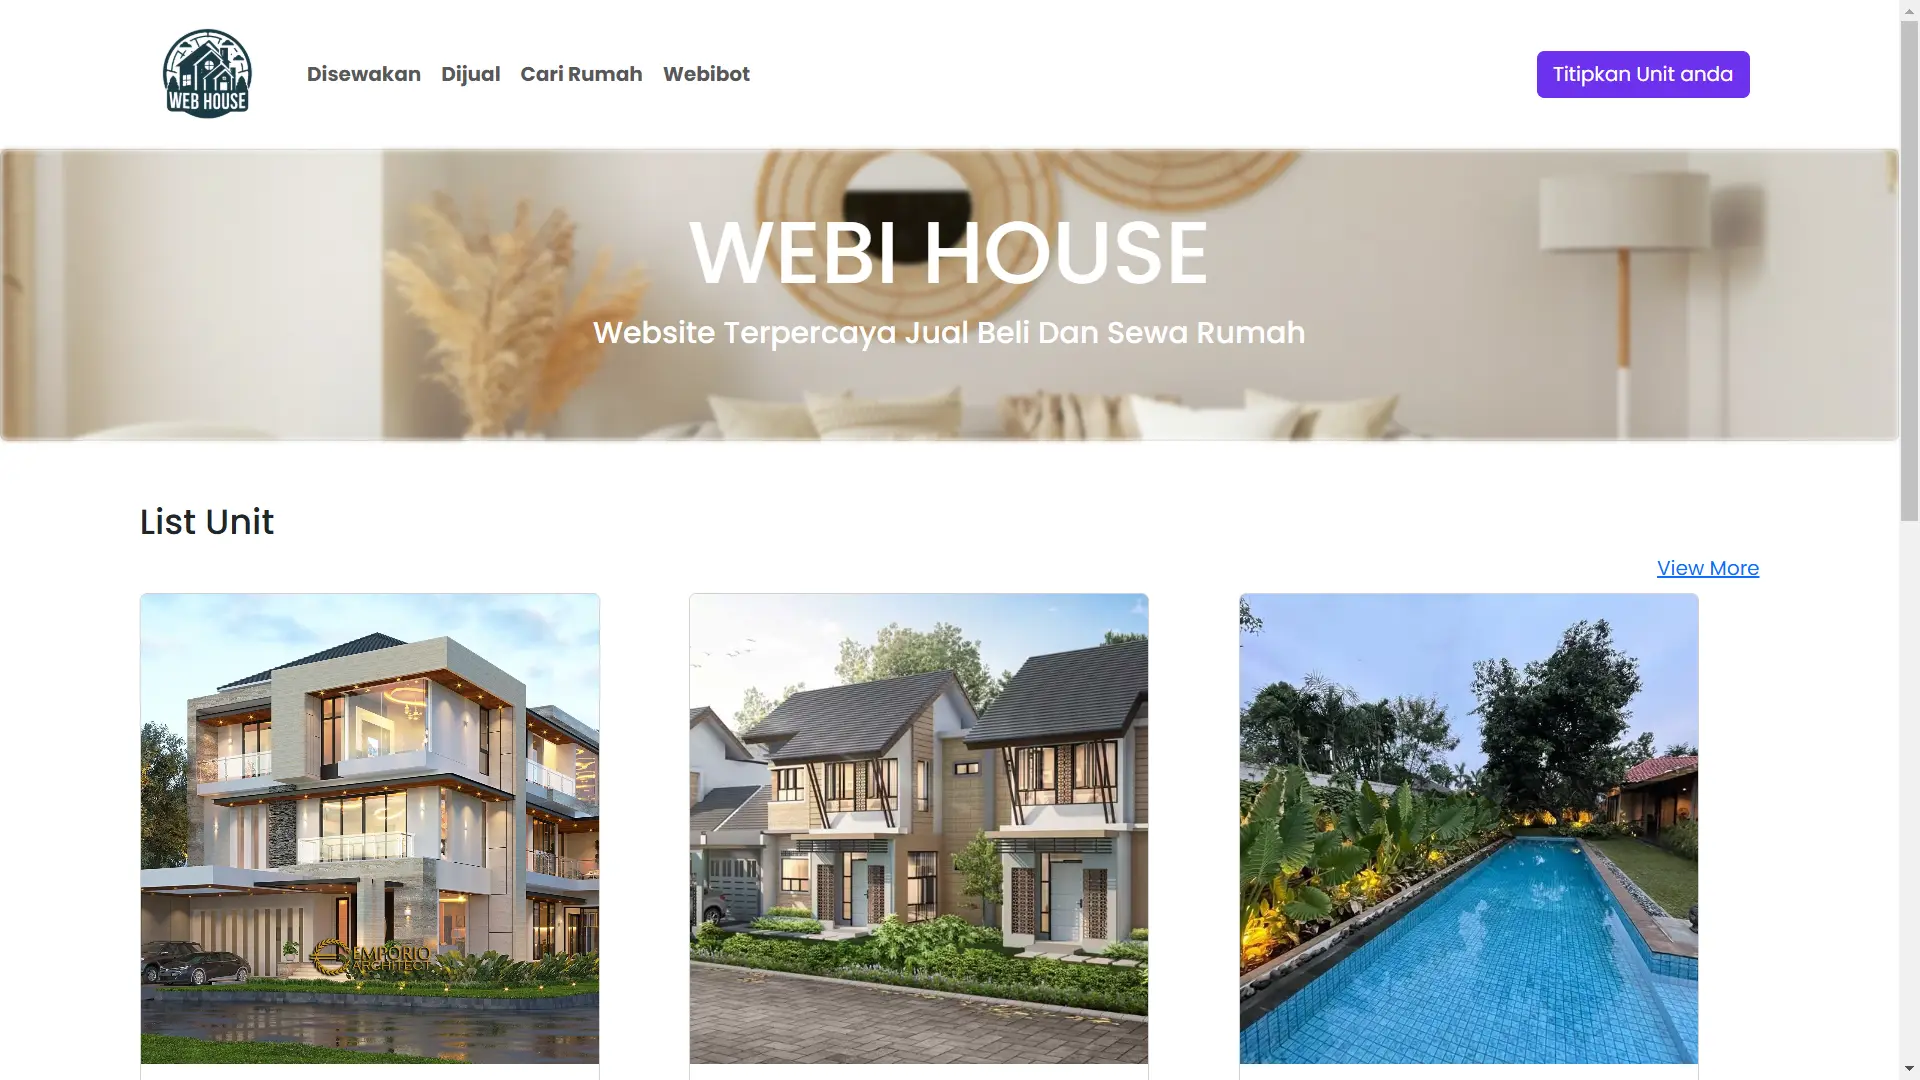 WEB HOUSE
Disewakan
Dijual
Cari Rumah
Webibot
Titipkan Unit anda
WEBI HOUSE
Website Terpercaya Jual Beli Dan Sewa Rumah
List Unit
View More
EMPORIO
ARCHITECT